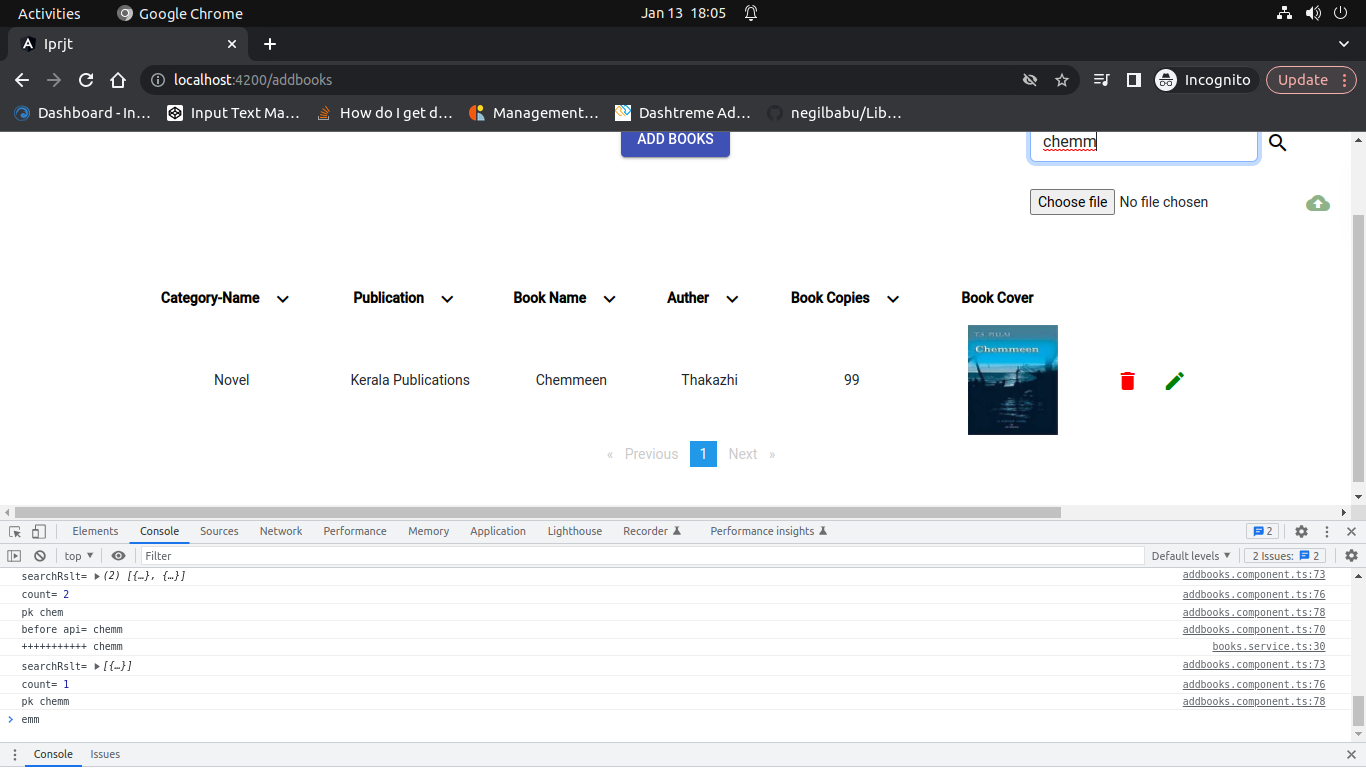 Activities Google Chrome Jan 13 18:05
Iprjt
localhost:4200/addbooks Incognito Update
Dashboard - In... Input Text Ma... How do I get d... Management... Dashtreme Ad... negilbabu/Lib...
ADD BOOKS chemm
Choose file No file chosen
Category-Name Publication Book Name Auther Book Copies Book Cover
T.S. PILLAI
Chemmeen
Novel Kerala Publications Chemmeen Thakazhi 99
« Previous 1 Next »
Elements Console Sources Network Performance Memory Application Lighthouse Recorder Performance insights 2
top Filter Default levels 2 Issues: 2
searchRslt= (2) [{…}, {…}] addbooks.component.ts:73
count= 2 addbooks.component.ts:76
pk chem addbooks.component.ts:78
before api= chemm addbooks.component.ts:70
+++++++++++ chemm books.service.ts:30
searchRslt= [{…}] addbooks.component.ts:73
count= 1 addbooks.component.ts:76
pk chemm addbooks.component.ts:78
emm
Console Issues